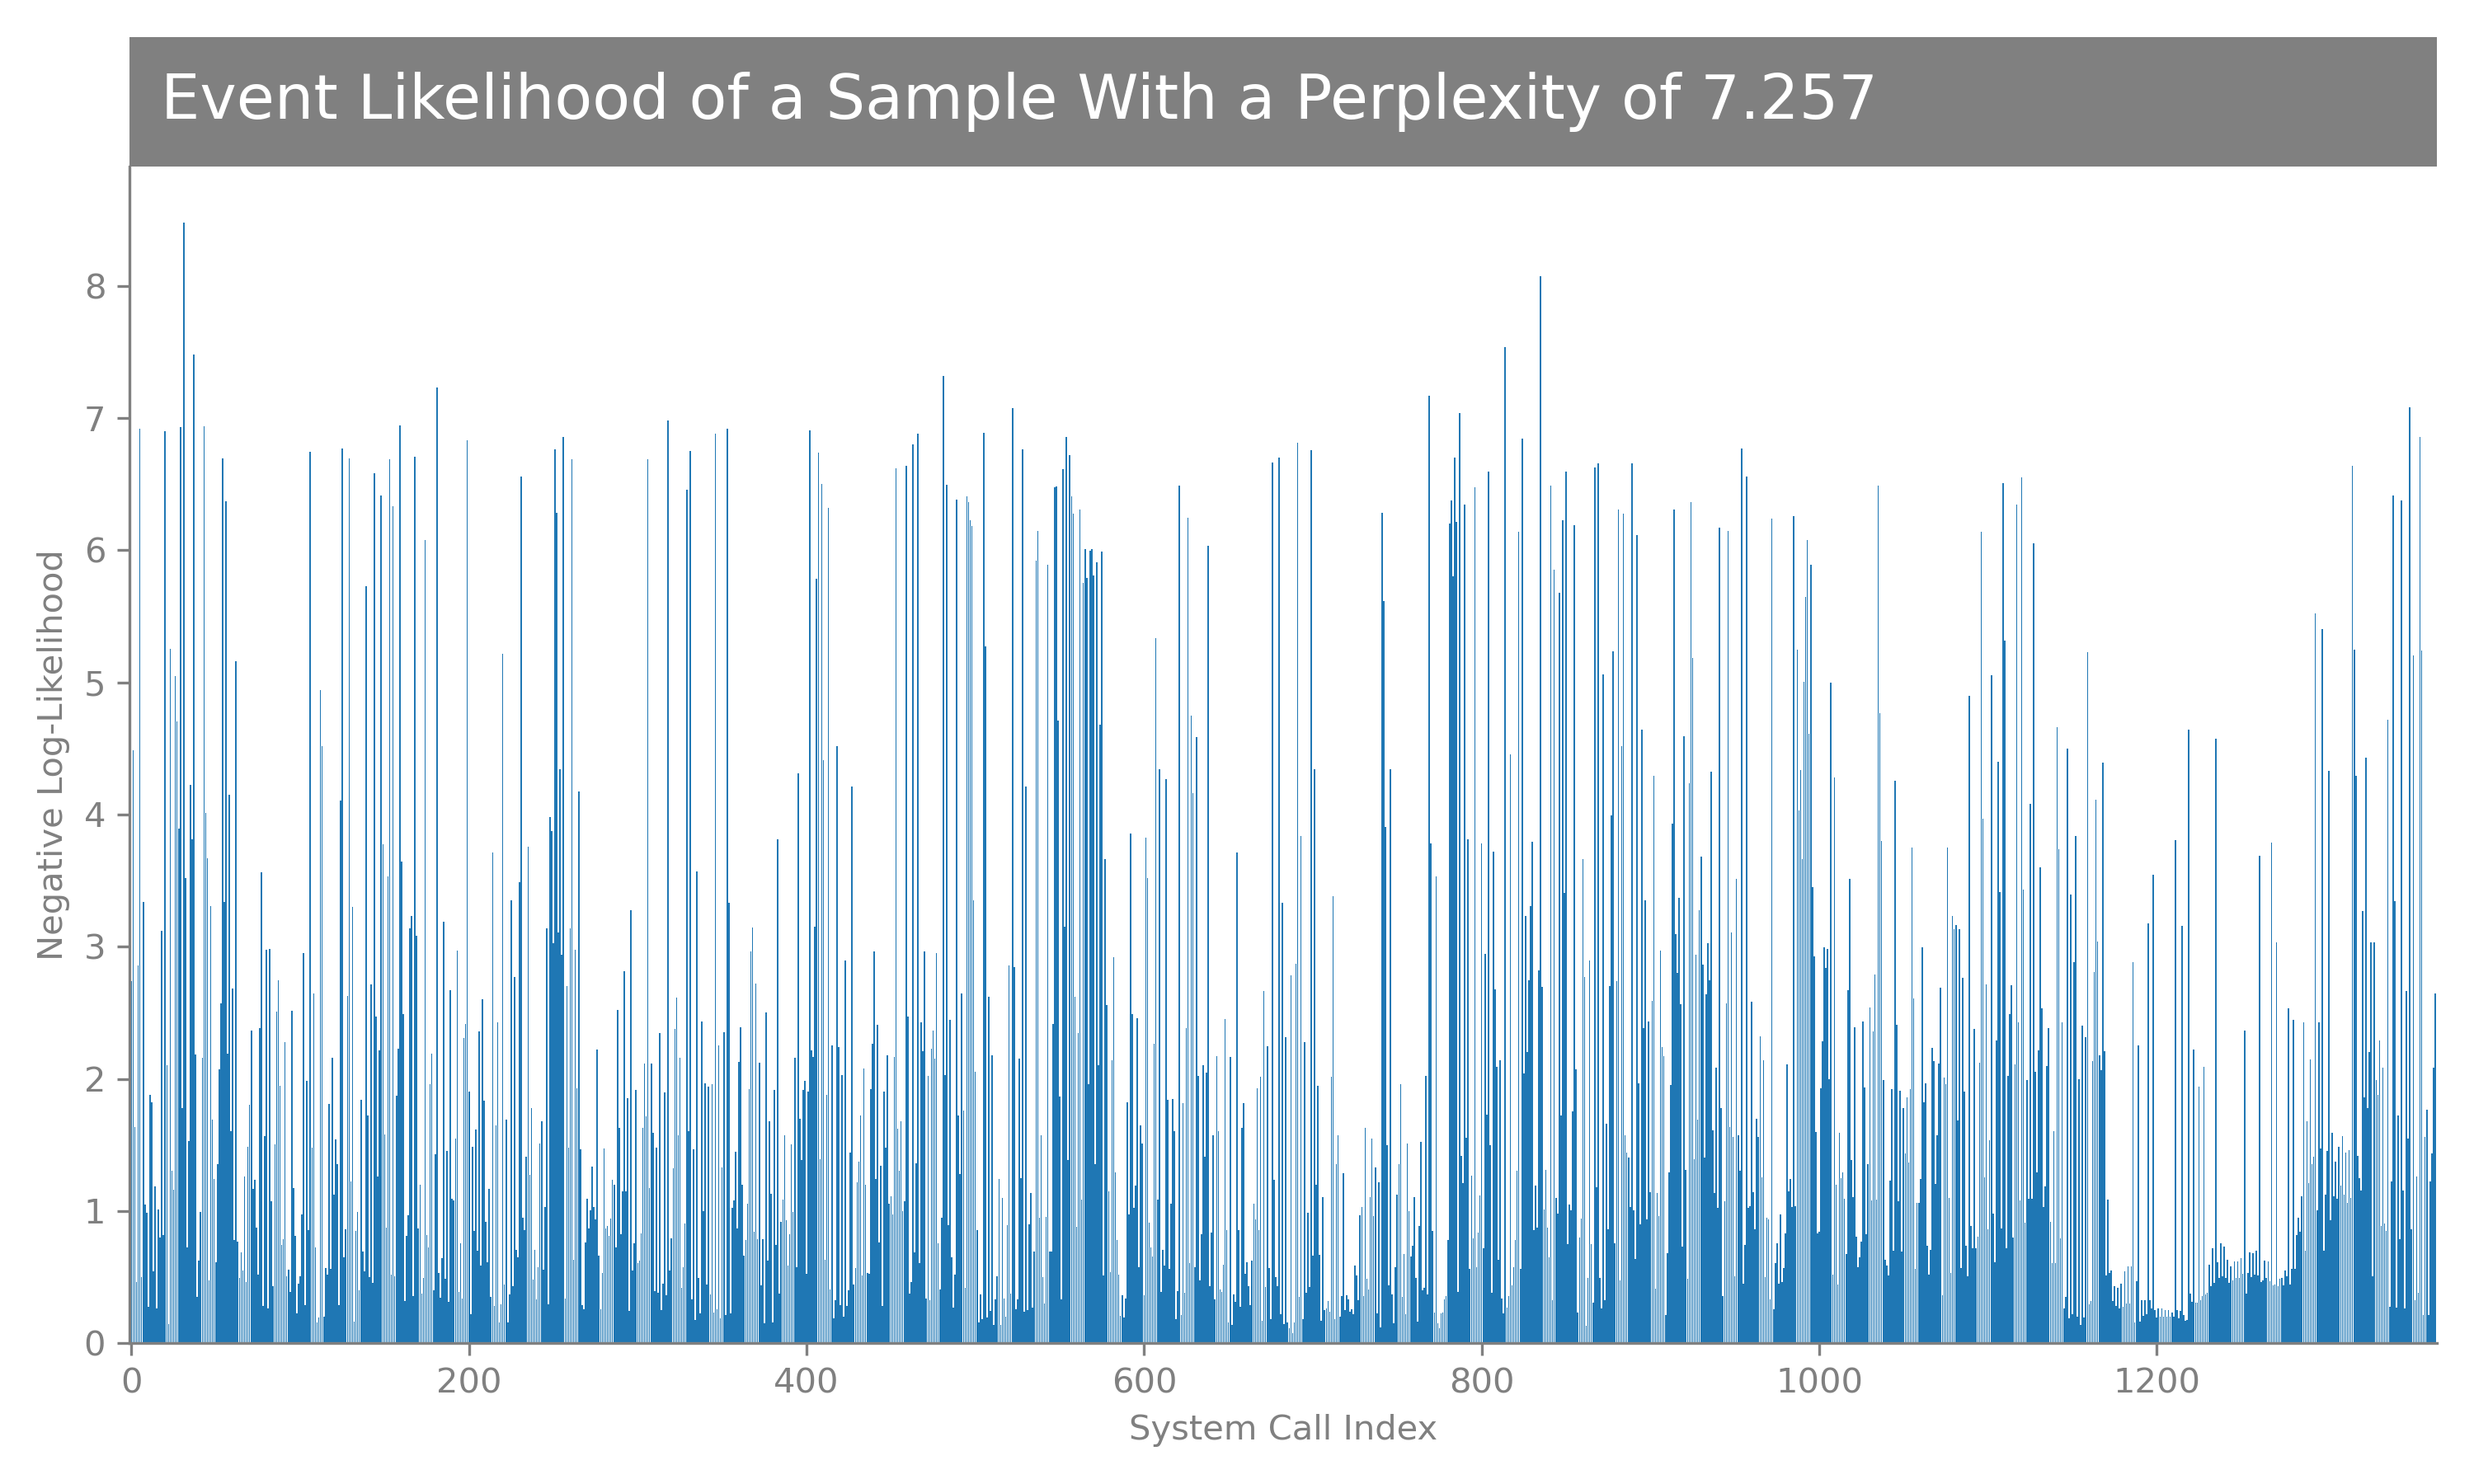 Event Likelihood of a Sample With a Perplexity of 7.257
Negative Log-Likelihood
8
7
6
5
4
3
2
1
0
0 200 400 600 800 1000 1200
System Call Index